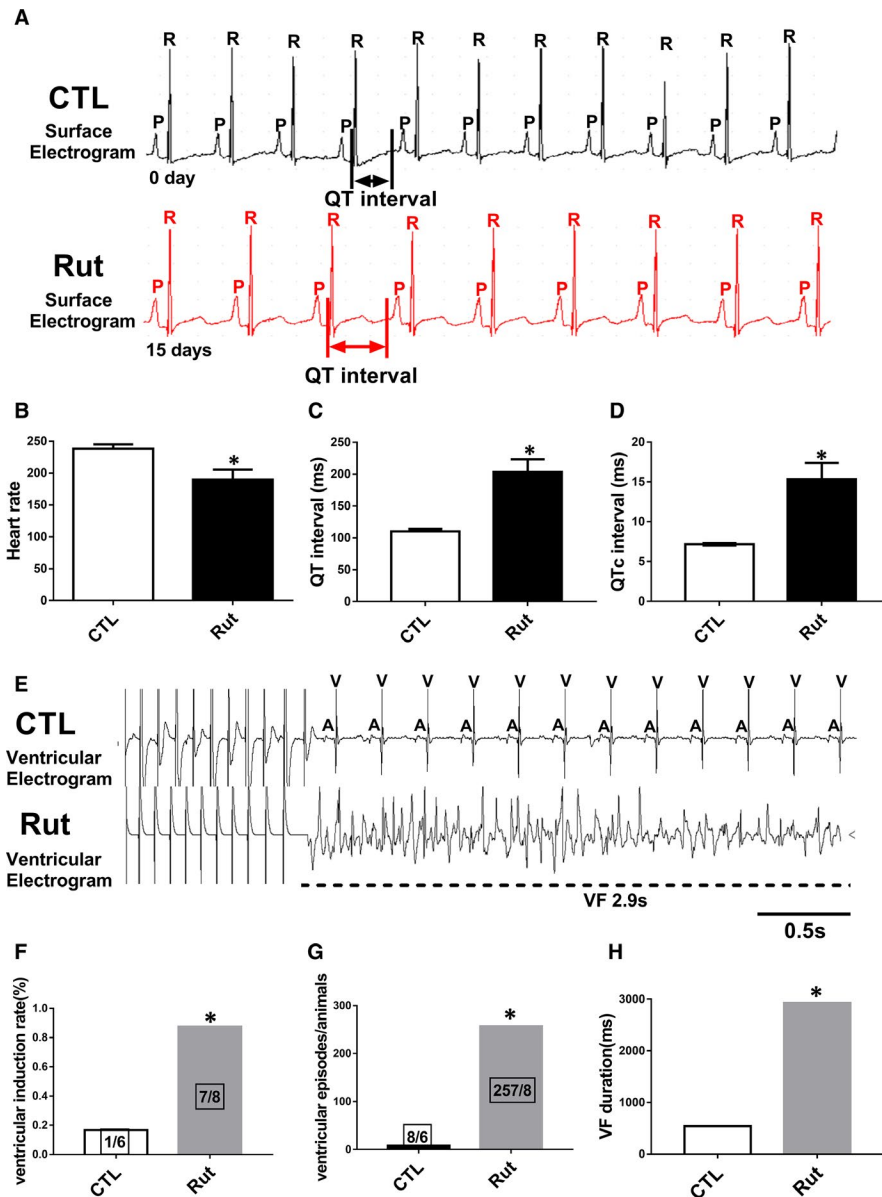 A
R R R R R R R R R R R
CTL
P P P P P P P P P P P
Surface
Electrogram
0 day
QT interval
R R R R R R R R R
Rut
P P P P P P P P P
Surface
Electrogram
15 days
QT interval
B
Heart rate
250
200
150
100
50
0
*
CTL Rut
C
QT interval (ms)
250
200
150
100
50
0
*
CTL Rut
D
QTc interval (ms)
20
15
10
5
0
*
CTL Rut
E
V V V V V V V V V V V V
CTL
A A A A A A A A A A A A
Ventricular
Electrogram
Rut
<
Ventricular
Electrogram
VF 2.9s
0.5s
F
ventricular induction rate(%)
1.0
0.8
0.6
0.4
0.2
0.0
*
1/6
7/8
CTL Rut
G
ventricular episodes/animals
300
200
100
0
*
8/6
257/8
CTL Rut
H
VF duration(ms)
3000
2000
1000
0
*
CTL Rut